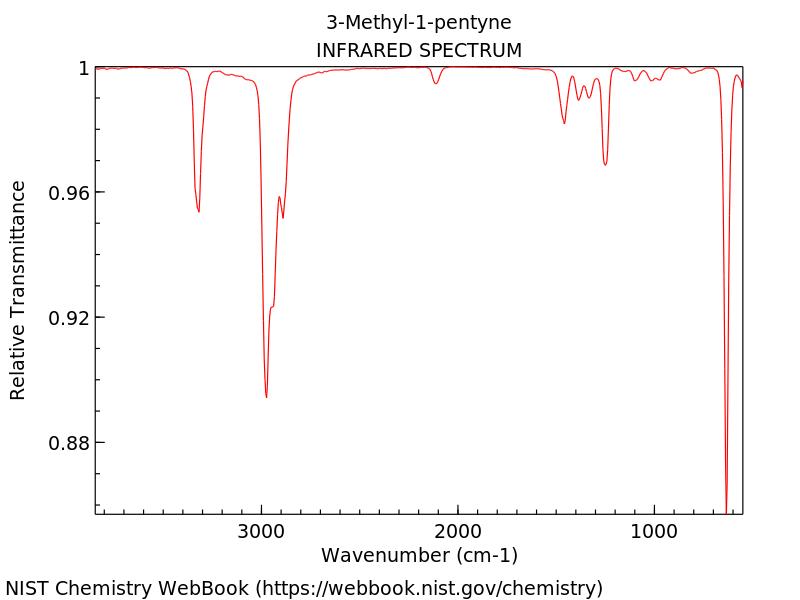 3-Methyl-1-pentyne
INFRARED SPECTRUM
1
0.96
0.92
0.88
Relative Transmittance
3000 2000 1000
Wavenumber (cm-1)
NIST Chemistry WebBook (https://webbook.nist.gov/chemistry)